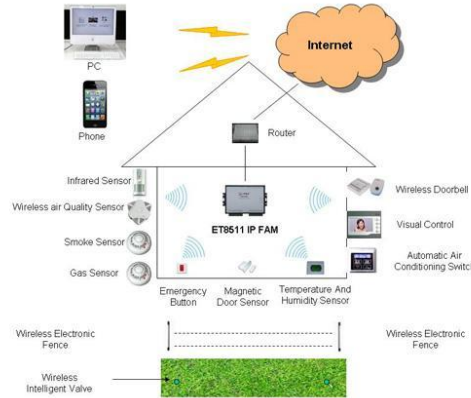 Internet
PC
Phone
Router
Infrared Sensor
Wireless air Quality Sensor
Smoke Sensor
Gas Sensor
ET8511 IP FAM
Wireless Doorbell
Visual Control
Automatic Air
Conditioning Switch
Emergency
Button
Magnetic
Door Sensor
Temperature And
Humidity Sensor
Wireless Electronic
Fence
Wireless Electronic
Fence
Wireless
Intelligent Valve